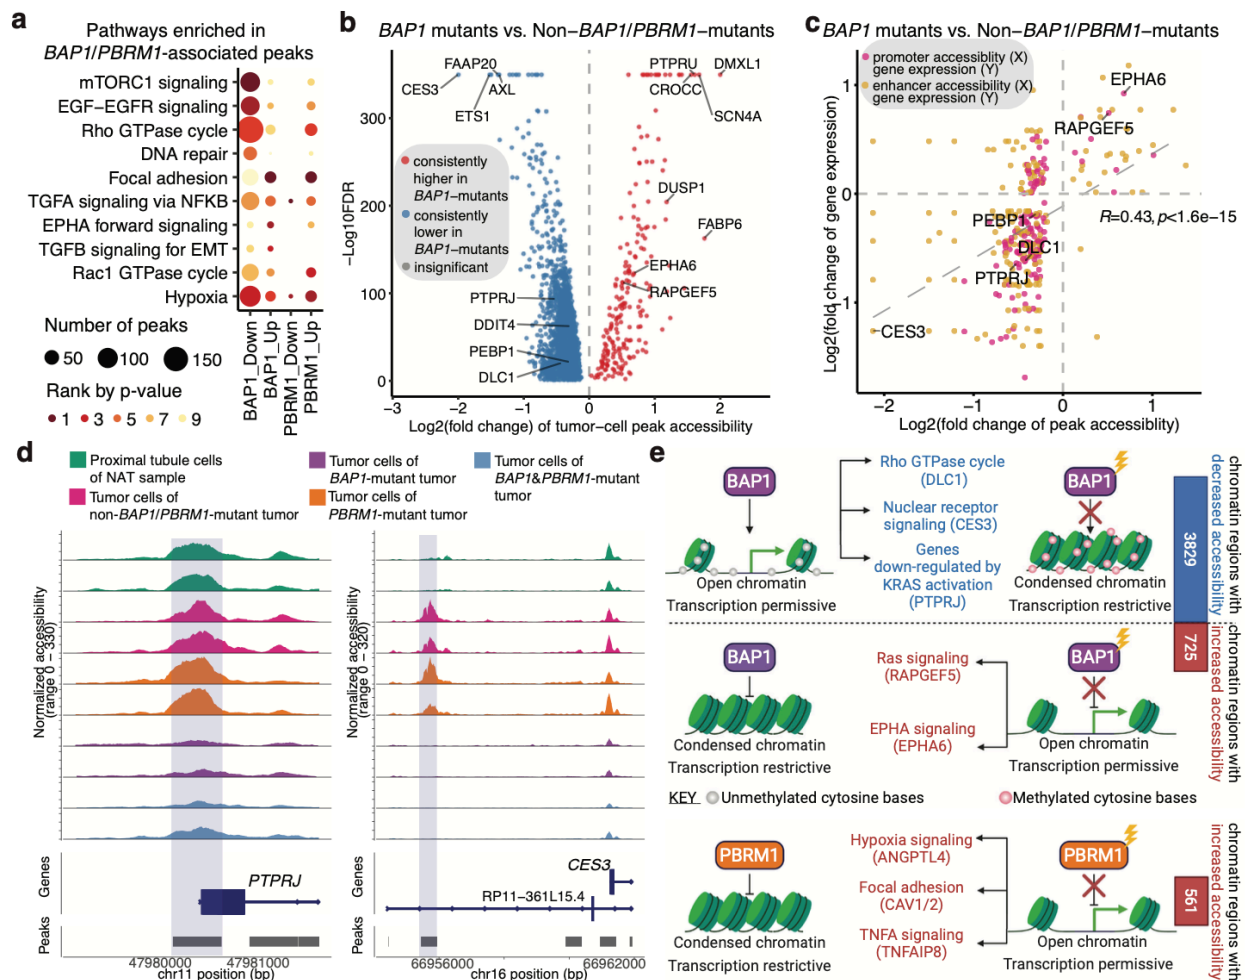 a
Pathways enriched in
BAP1/PBRM1-associated peaks
mTORC1 signaling
EGF−EGFR signaling
Rho GTPase cycle
DNA repair
Focal adhesion
TGFA signaling via NFKB
EPHA forward signaling
TGFB signaling for EMT
Rac1 GTPase cycle
Hypoxia
BAP1_Down
BAP1_Up
PBRM1_Down
PBRM1_Up
Number of peaks
50 100 150
Rank by p-value
1 3 5 7 9
b
BAP1 mutants vs. Non−BAP1/PBRM1−mutants
−Log10FDR
300
200
100
0
−3 −2 −1 0 1 2
Log2(fold change) of tumor−cell peak accessibility
FAAP20
CES3
AXL
ETS1
PTPRU
DMXL1
CROCC
SCN4A
consistently
higher in
BAP1−mutants
consistently
lower in
BAP1−mutants
insignificant
DUSP1
FABP6
EPHA6
RAPGEF5
PTPRJ
DDIT4
PEBP1
DLC1
c
BAP1 mutants vs. Non−BAP1/PBRM1−mutants
promoter accessiblity (X)
gene expression (Y)
enhancer accessibility (X)
gene expression (Y)
Log2(fold change of gene expression)
1
0
1
−2 −1 0 1
Log2(fold change of peak accessiblity)
EPHA6
RAPGEF5
R=0.43, p<1.6e−15
PEBP1
DLC1
PTPRJ
CES3
d
Proximal tubule cells
of NAT sample
Tumor cells of
non-BAP1/PBRM1-mutant tumor
Tumor cells of
BAP1-mutant tumor
Tumor cells of
PBRM1-mutant tumor
Tumor cells of
BAP1&PBRM1-mutant
tumor
Normalized accessibility
(range 0 − 330)
Genes
Peaks
PTPRJ
47980000 47981000
chr11 position (bp)
Normalized accessibility
(range 0 − 320)
Genes
Peaks
CES3
RP11−361L15.4
66956000 66962000
chr16 position (bp)
e
BAP1
Open chromatin
Transcription permissive
Rho GTPase cycle
(DLC1)
Nuclear receptor
signaling (CES3)
Genes
down-regulated by
KRAS activation
(PTPRJ)
BAP1
Condensed chromatin
Transcription restrictive
3829
chromatin regions with
decreased accessibility
BAP1
Condensed chromatin
Transcription restrictive
Ras signaling
(RAPGEF5)
EPHA signaling
(EPHA6)
BAP1
Open chromatin
Transcription permissive
725
chromatin regions with
increased accessibility
KEY
Unmethylated cytosine bases
Methylated cytosine bases
PBRM1
Condensed chromatin
Transcription restrictive
Hypoxia signaling
(ANGPTL4)
Focal adhesion
(CAV1/2)
TNFA signaling
(TNFAIP8)
PBRM1
Open chromatin
Transcription permissive
561
chromatin regions with
increased accessibility